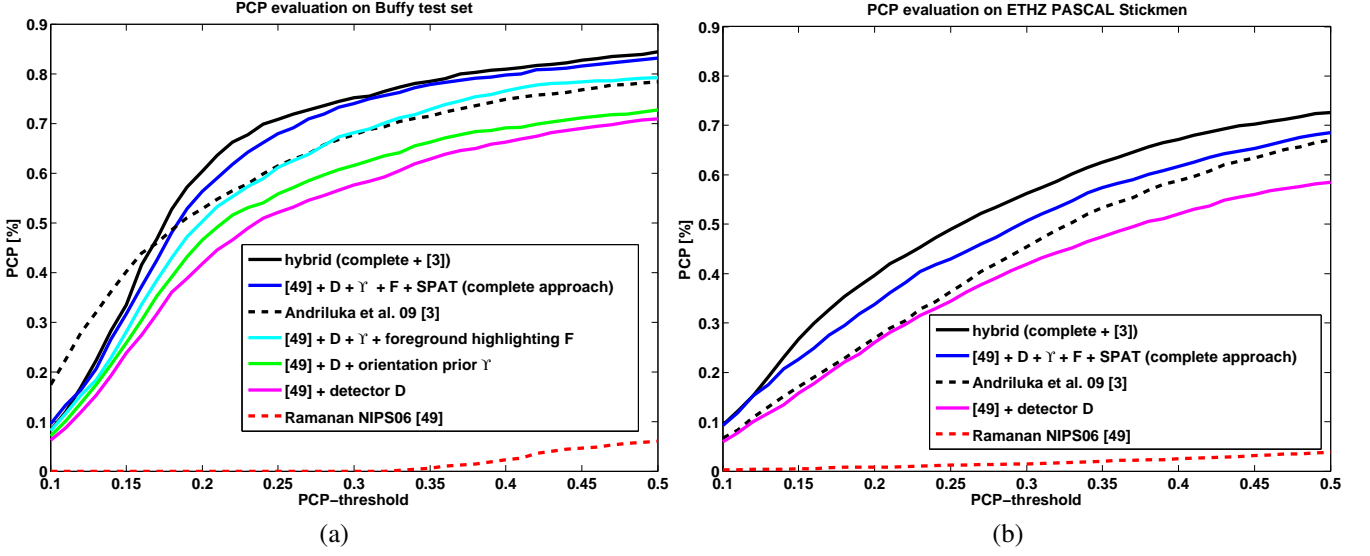 PCP evaluation on Buffy test set
0.9
0.8
0.7
0.6
0.5
0.4
0.3
0.2
0.1
0
PCP [%]
hybrid (complete + [3])
[49] + D + ϒ + F + SPAT (complete approach)
Andriluka et al. 09 [3]
[49] + D + ϒ + foreground highlighting F
[49] + D + orientation prior ϒ
[49] + detector D
Ramanan NIPS06 [49]
0.1 0.15 0.2 0.25 0.3 0.35 0.4 0.45 0.5
PCP−threshold
(a)
PCP evaluation on ETHZ PASCAL Stickmen
0.9
0.8
0.7
0.6
0.5
0.4
0.3
0.2
0.1
0
PCP [%]
hybrid (complete + [3])
[49] + D + ϒ + F + SPAT (complete approach)
Andriluka et al. 09 [3]
[49] + detector D
Ramanan NIPS06 [49]
0.1 0.15 0.2 0.25 0.3 0.35 0.4 0.45 0.5
PCP−threshold
(b)